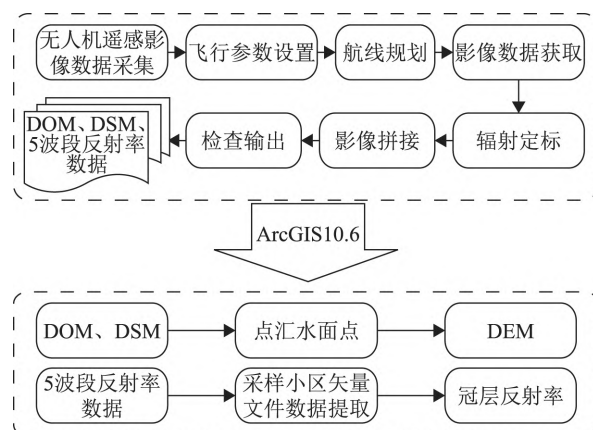 无人机遥感影
像数据采集
飞行参数设置
航线规划
影像数据获取
DOM、DSM、
5波段反射率
数据
检查输出
影像拼接
辐射定标
ArcGIS10.6
DOM、DSM
点汇水面点
DEM
5波段反射率
数据
采样小区矢量
文件数据提取
冠层反射率